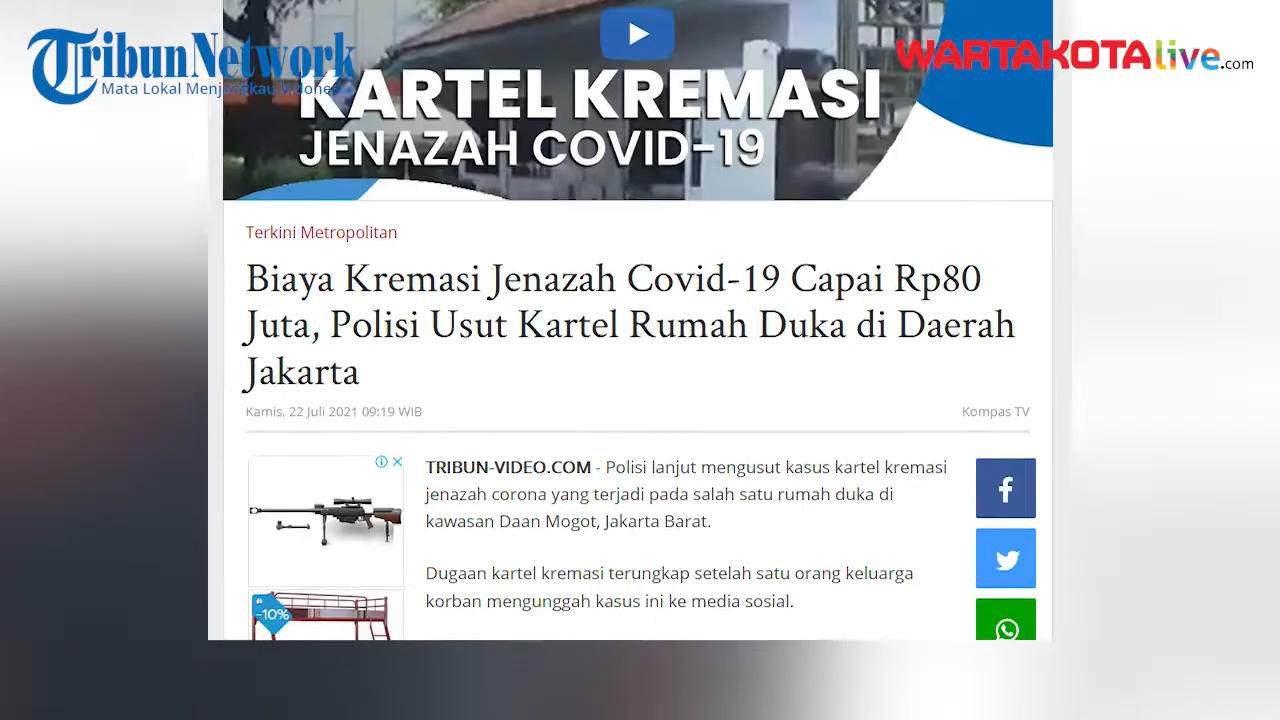 Tribun Network
Mata Lokal Menjangkau Indonesia
WARTAKOTAlive.com
KARTEL KREMASI
JENAZAH COVID-19
Terkini Metropolitan
Biaya Kremasi Jenazah Covid-19 Capai Rp80
Juta, Polisi Usut Kartel Rumah Duka di Daerah
Jakarta
Kamis, 22 Juli 2021 09:19 WIB
Kompas TV
TRIBUN-VIDEO.COM - Polisi lanjut mengusut kasus kartel kremasi
jenazah corona yang terjadi pada salah satu rumah duka di
kawasan Daan Mogot, Jakarta Barat.
Dugaan kartel kremasi terungkap setelah satu orang keluarga
korban mengunggah kasus ini ke media sosial.
-10%